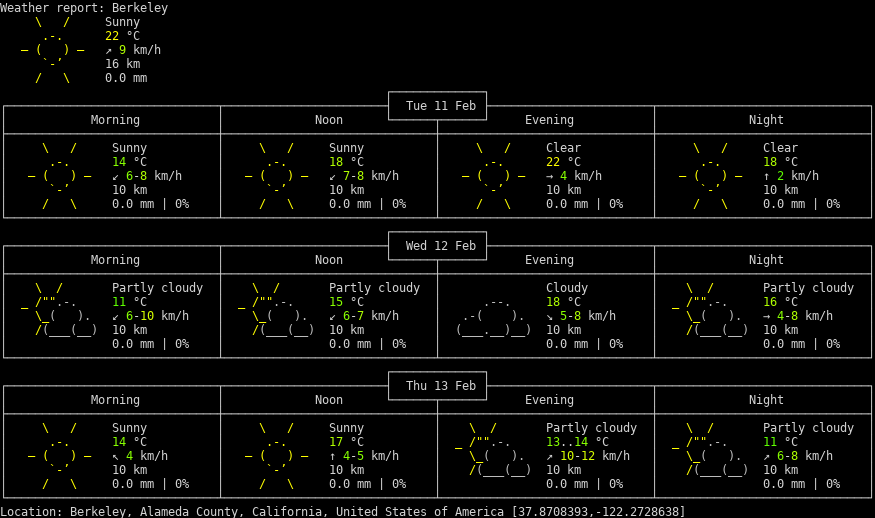 Weather report: Berkeley
Sunny
22 °C
↗ 9 km/h
16 km
0.0 mm
Tue 11 Feb
Morning Noon Evening Night
Sunny Sunny Clear Clear
14 °C 18 °C 22 °C 18 °C
↙ 6-8 km/h ↙ 7-8 km/h → 4 km/h ↑ 2 km/h
10 km 10 km 10 km 10 km
0.0 mm | 0% 0.0 mm | 0% 0.0 mm | 0% 0.0 mm | 0%
Wed 12 Feb
Morning Noon Evening Night
Partly cloudy Partly cloudy Cloudy Partly cloudy
11 °C 15 °C 18 °C 16 °C
↙ 6-10 km/h ↙ 6-7 km/h ↘ 5-8 km/h → 4-8 km/h
10 km 10 km 10 km 10 km
0.0 mm | 0% 0.0 mm | 0% 0.0 mm | 0% 0.0 mm | 0%
Thu 13 Feb
Morning Noon Evening Night
Sunny Sunny Partly cloudy Partly cloudy
14 °C 17 °C 13..14 °C 11 °C
↖ 4 km/h ↑ 4-5 km/h ↗ 10-12 km/h ↗ 6-8 km/h
10 km 10 km 10 km 10 km
0.0 mm | 0% 0.0 mm | 0% 0.0 mm | 0% 0.0 mm | 0%
Location: Berkeley, Alameda County, California, United States of America [37.8708393,-122.2728638]